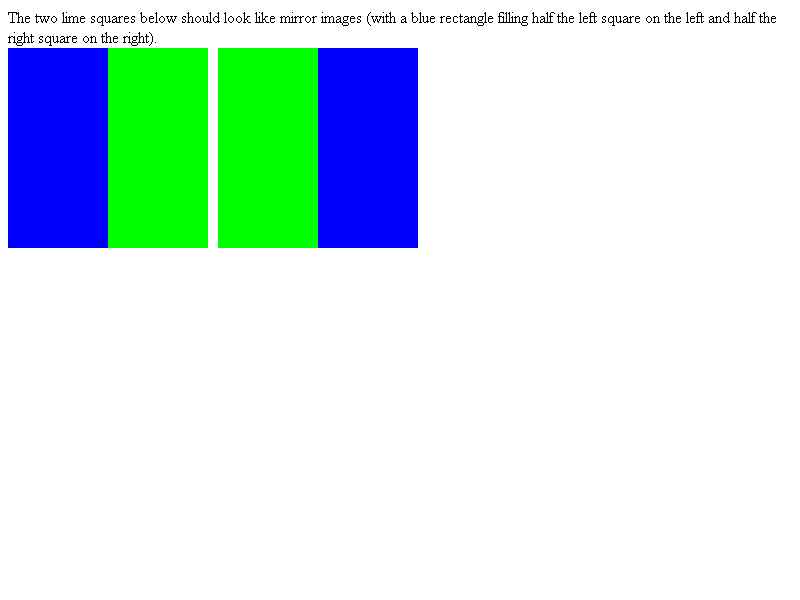 The two lime squares below should look like mirror images (with a blue rectangle filling half the left square on the left and half the
right square on the right).